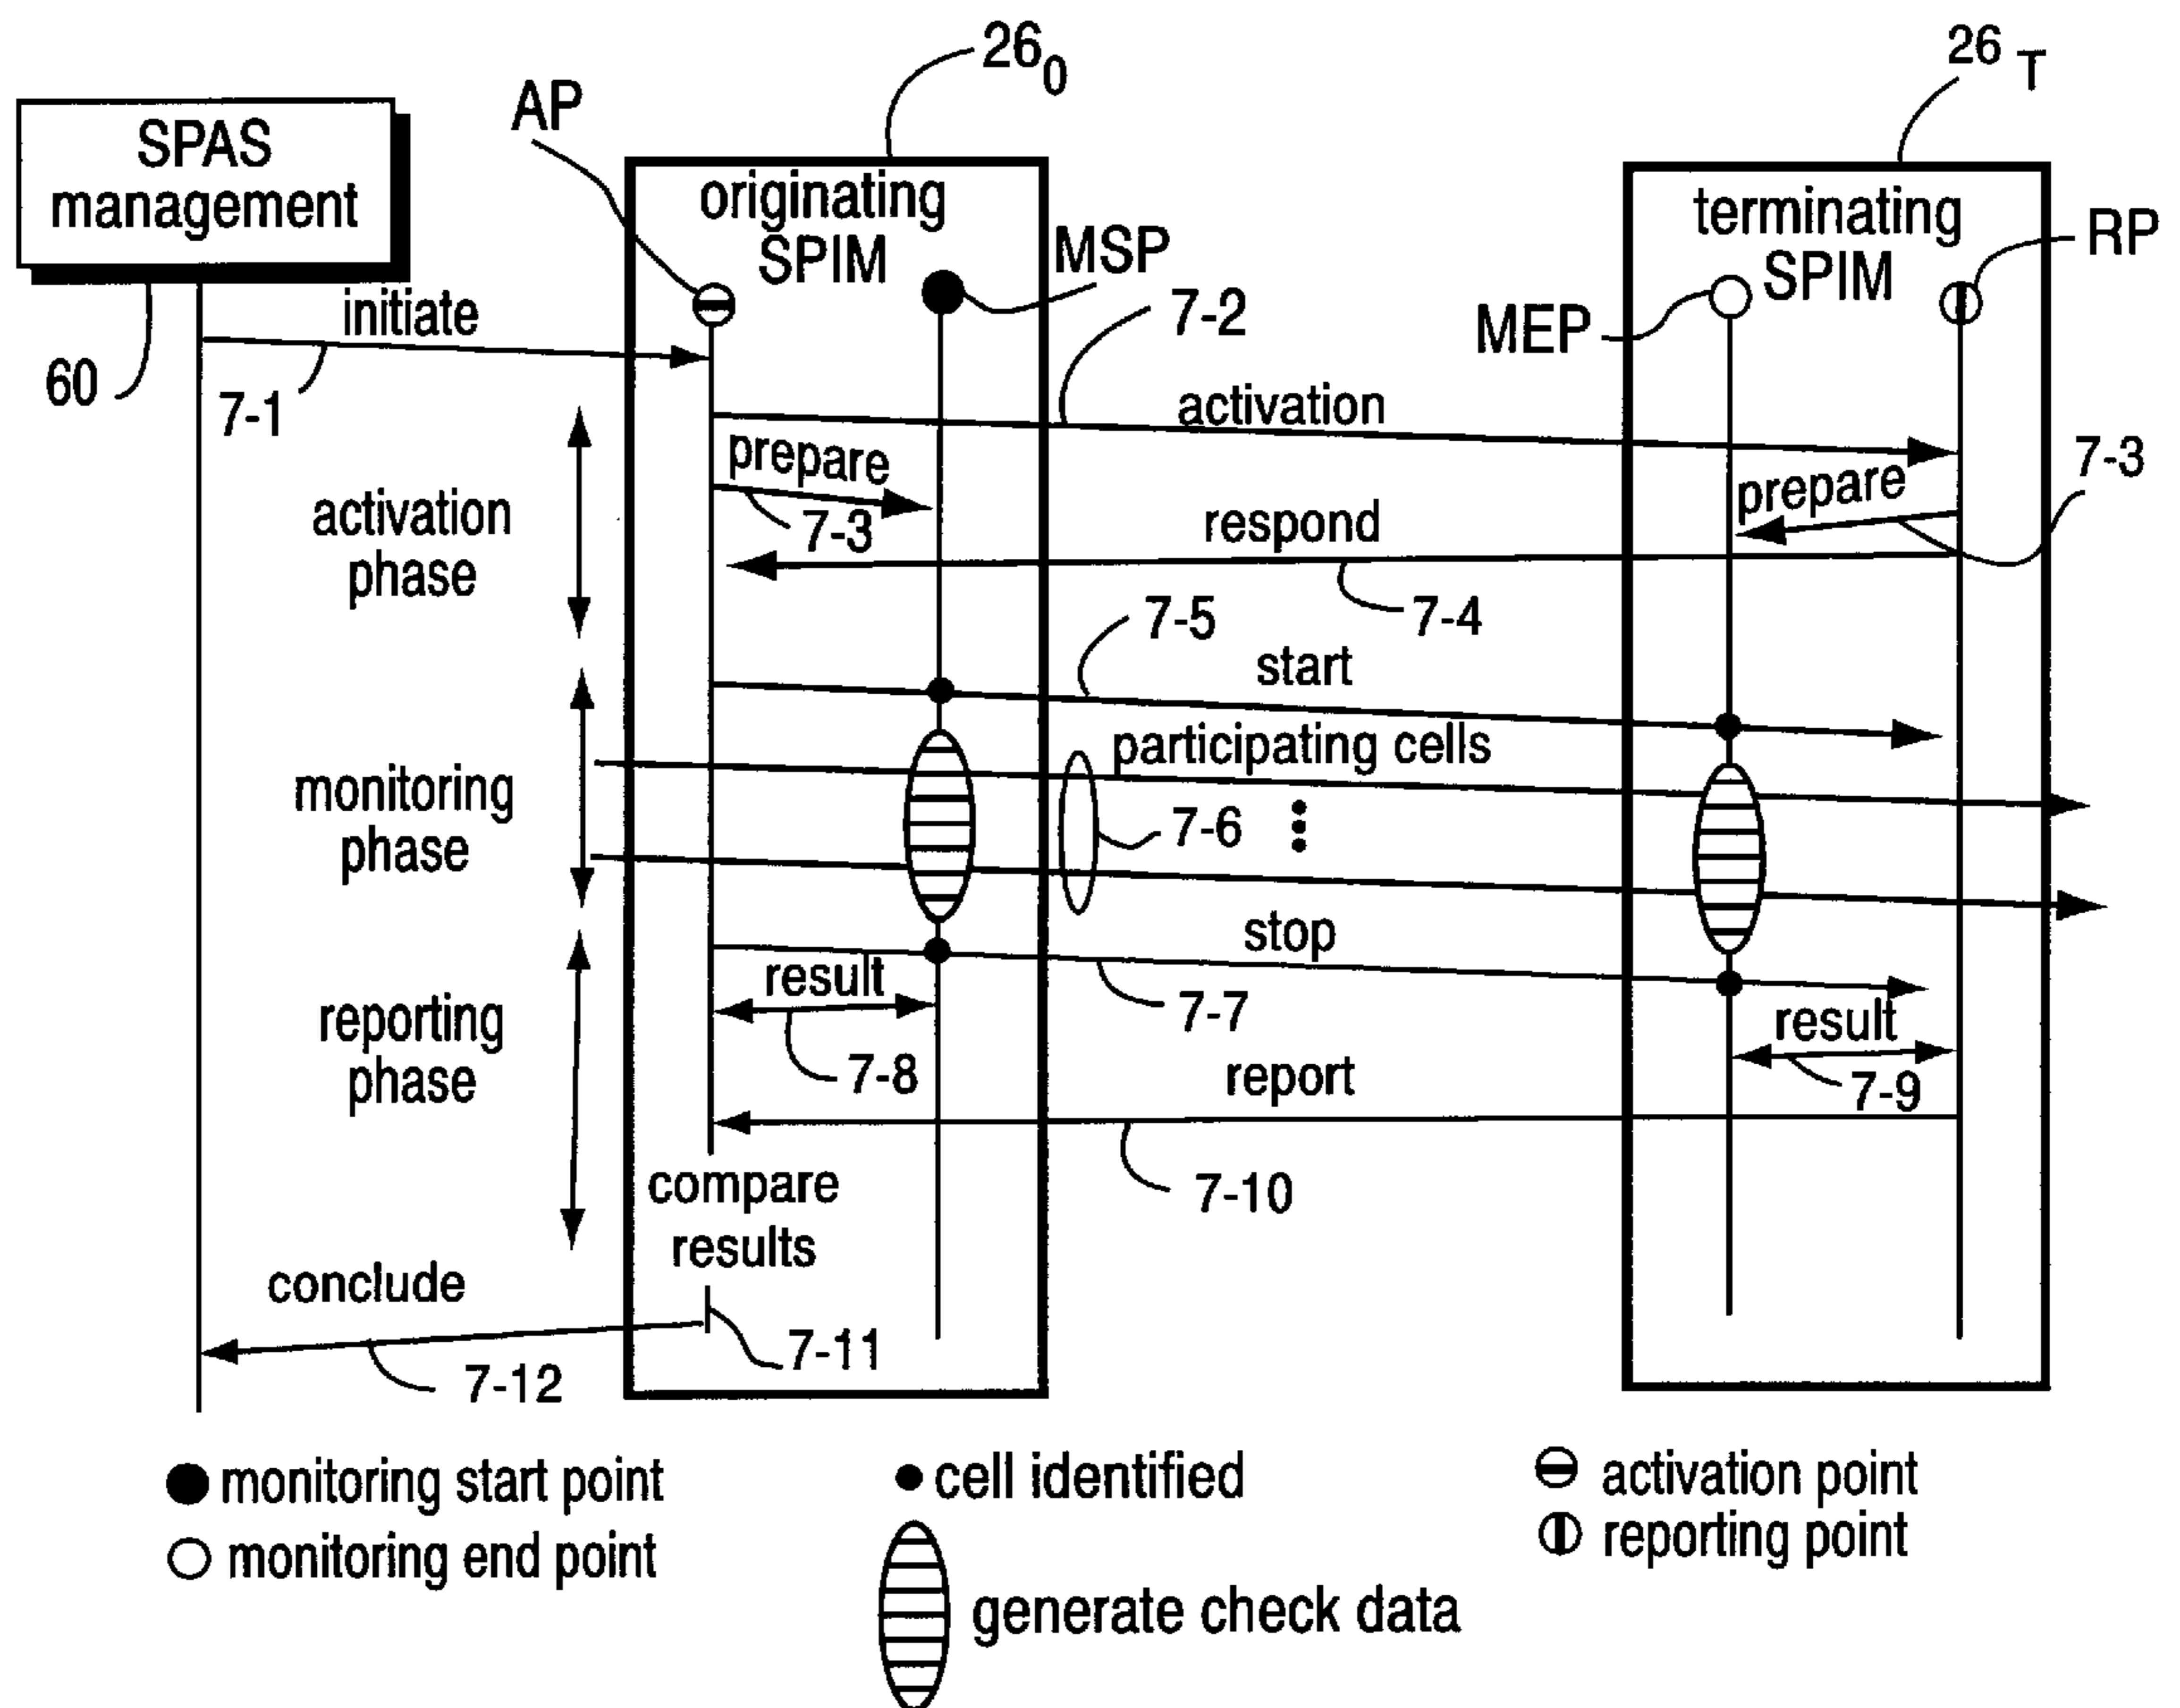 26 0
26 T
AP
SPAS
management
originating
SPIM
MSP
terminating
SPIM
RP
MEP
initiate
7-2
60
7-1
activation
prepare
7-3
prepare
7-3
respond
activation
phase
7-4
7-5
start
participating cells
monitoring
phase
7-6
stop
result
7-7
result
reporting
phase
7-8
report
7-9
compare
results
7-10
conclude
7-11
7-12
monitoring start point
cell identified
activation point
monitoring end point
reporting point
generate check data